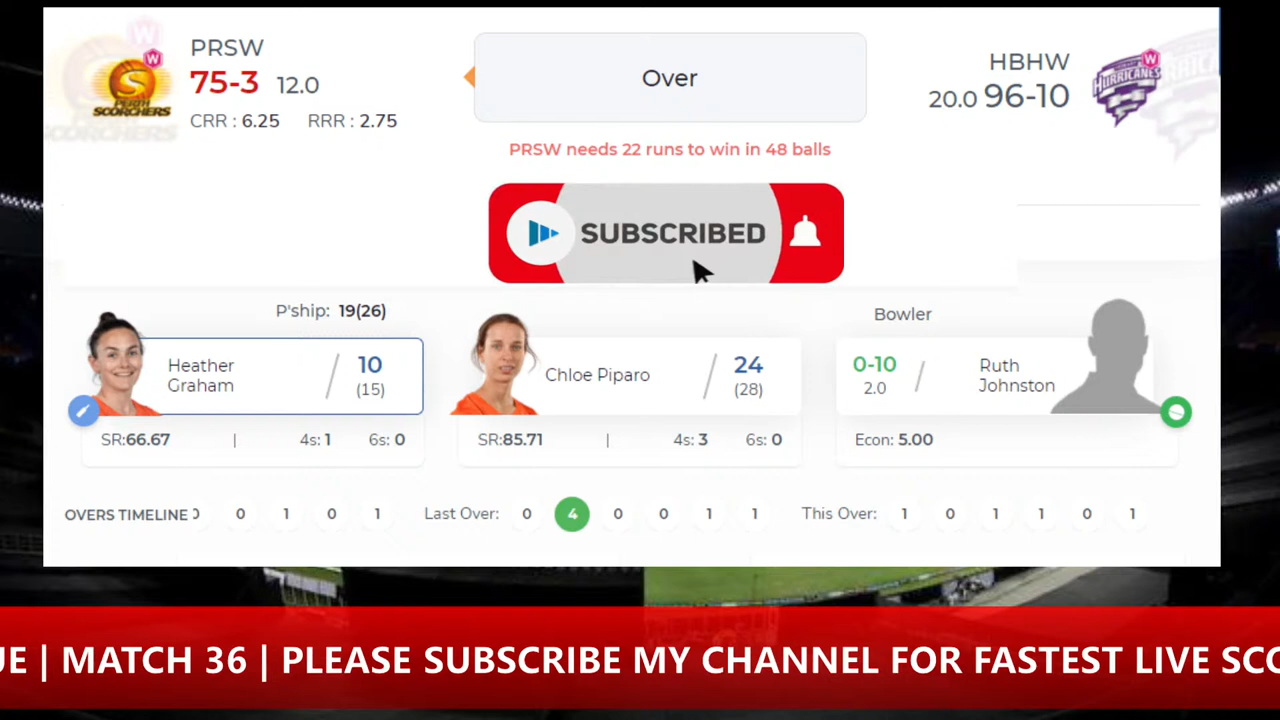 PRSW
75-3 12.0
CRR : 6.25 RRR : 2.75
W
PERTH
SCORCHERS
Over
PRSW needs 22 runs to win in 48 balls
HBHW
20.0 96-10
W
HURRICANES
SUBSCRIBED
P'ship: 19(26)
Heather
Graham
10
(15)
SR:66.67 | 4s: 1 6s: 0
Chloe Piparo
24
(28)
SR:85.71 | 4s: 3 6s: 0
Bowler
0-10
2.0
Ruth
Johnston
Econ: 5.00
OVERS TIMELINE 0 1 0 1 Last Over: 0 4 0 0 1 1 This Over: 1 0 1 1 0 1
UE | MATCH 36 | PLEASE SUBSCRIBE MY CHANNEL FOR FASTEST LIVE SCO